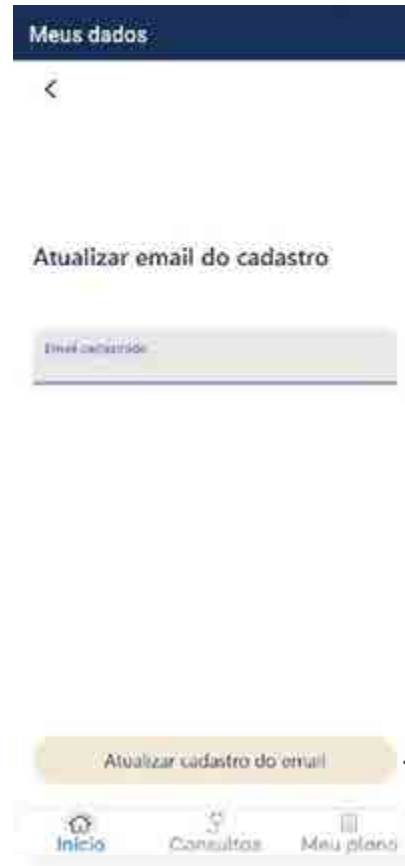 Meus dados
Atualizar email do cadastro
Email cadastrado
Atualizar cadastro do email
Início
Consultas
Meu plano